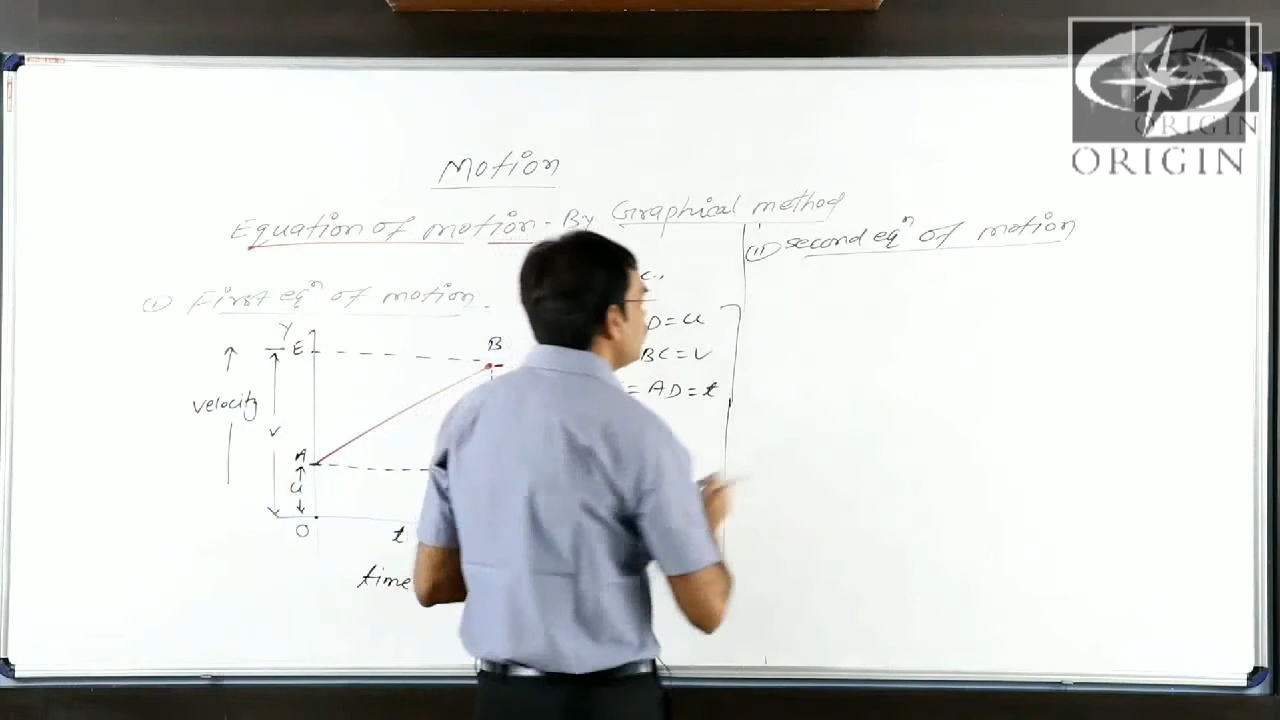 ORIGIN
ORIGIN
Motion
Equation of motion - By Graphical method
(i) First eqⁿ of motion.
(ii) second eqⁿ of motion
Y
E
B
D = u
BC = v
= AD = t
velocity
v
A
u
O
t
time